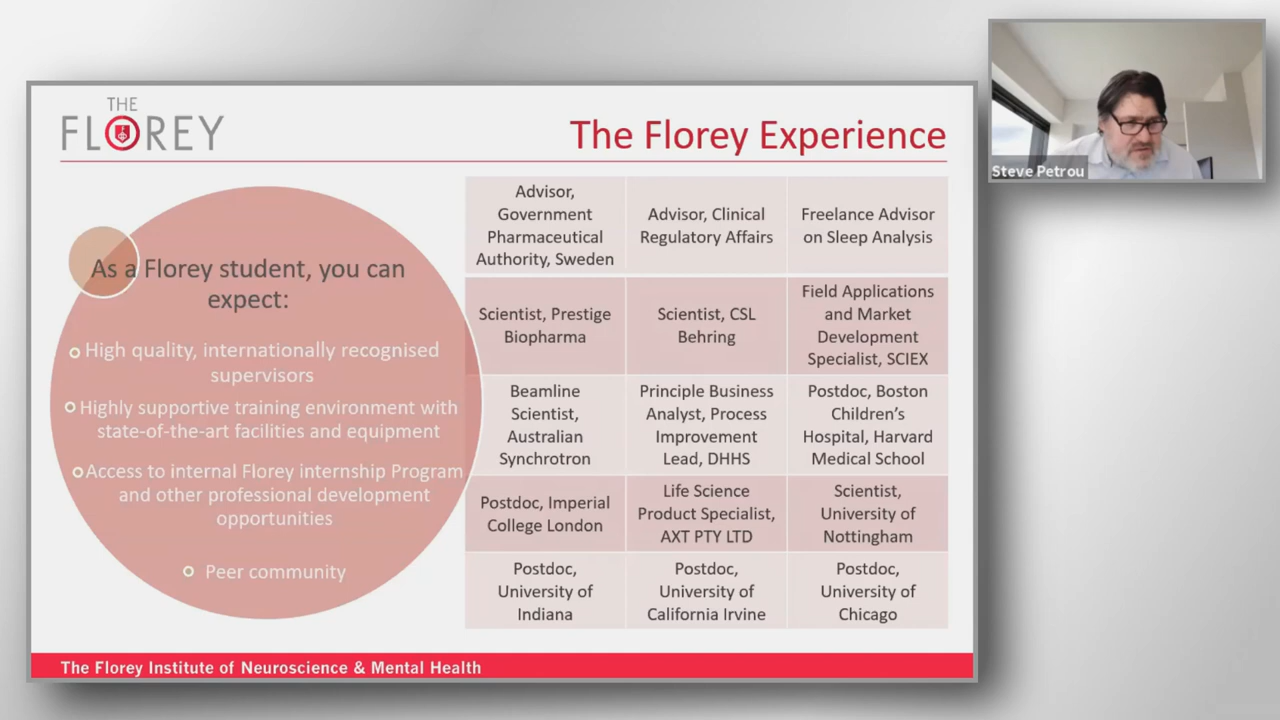 THE
FLOREY
The Florey Experience
Steve Petrou
As a Florey student, you can
expect:
High quality, internationally recognised
supervisors
Highly supportive training environment with
state-of-the-art facilities and equipment
Access to internal Florey internship Program
and other professional development
opportunities
Peer community
Advisor,
Government
Pharmaceutical
Authority, Sweden
Advisor, Clinical
Regulatory Affairs
Freelance Advisor
on Sleep Analysis
Scientist, Prestige
Biopharma
Scientist, CSL
Behring
Field Applications
and Market
Development
Specialist, SCIEX
Beamline
Scientist,
Australian
Synchrotron
Principle Business
Analyst, Process
Improvement
Lead, DHHS
Postdoc, Boston
Children's
Hospital, Harvard
Medical School
Postdoc, Imperial
College London
Life Science
Product Specialist,
AXT PTY LTD
Scientist,
University of
Nottingham
Postdoc,
University of
Indiana
Postdoc,
University of
California Irvine
Postdoc,
University of
Chicago
The Florey Institute of Neuroscience & Mental Health